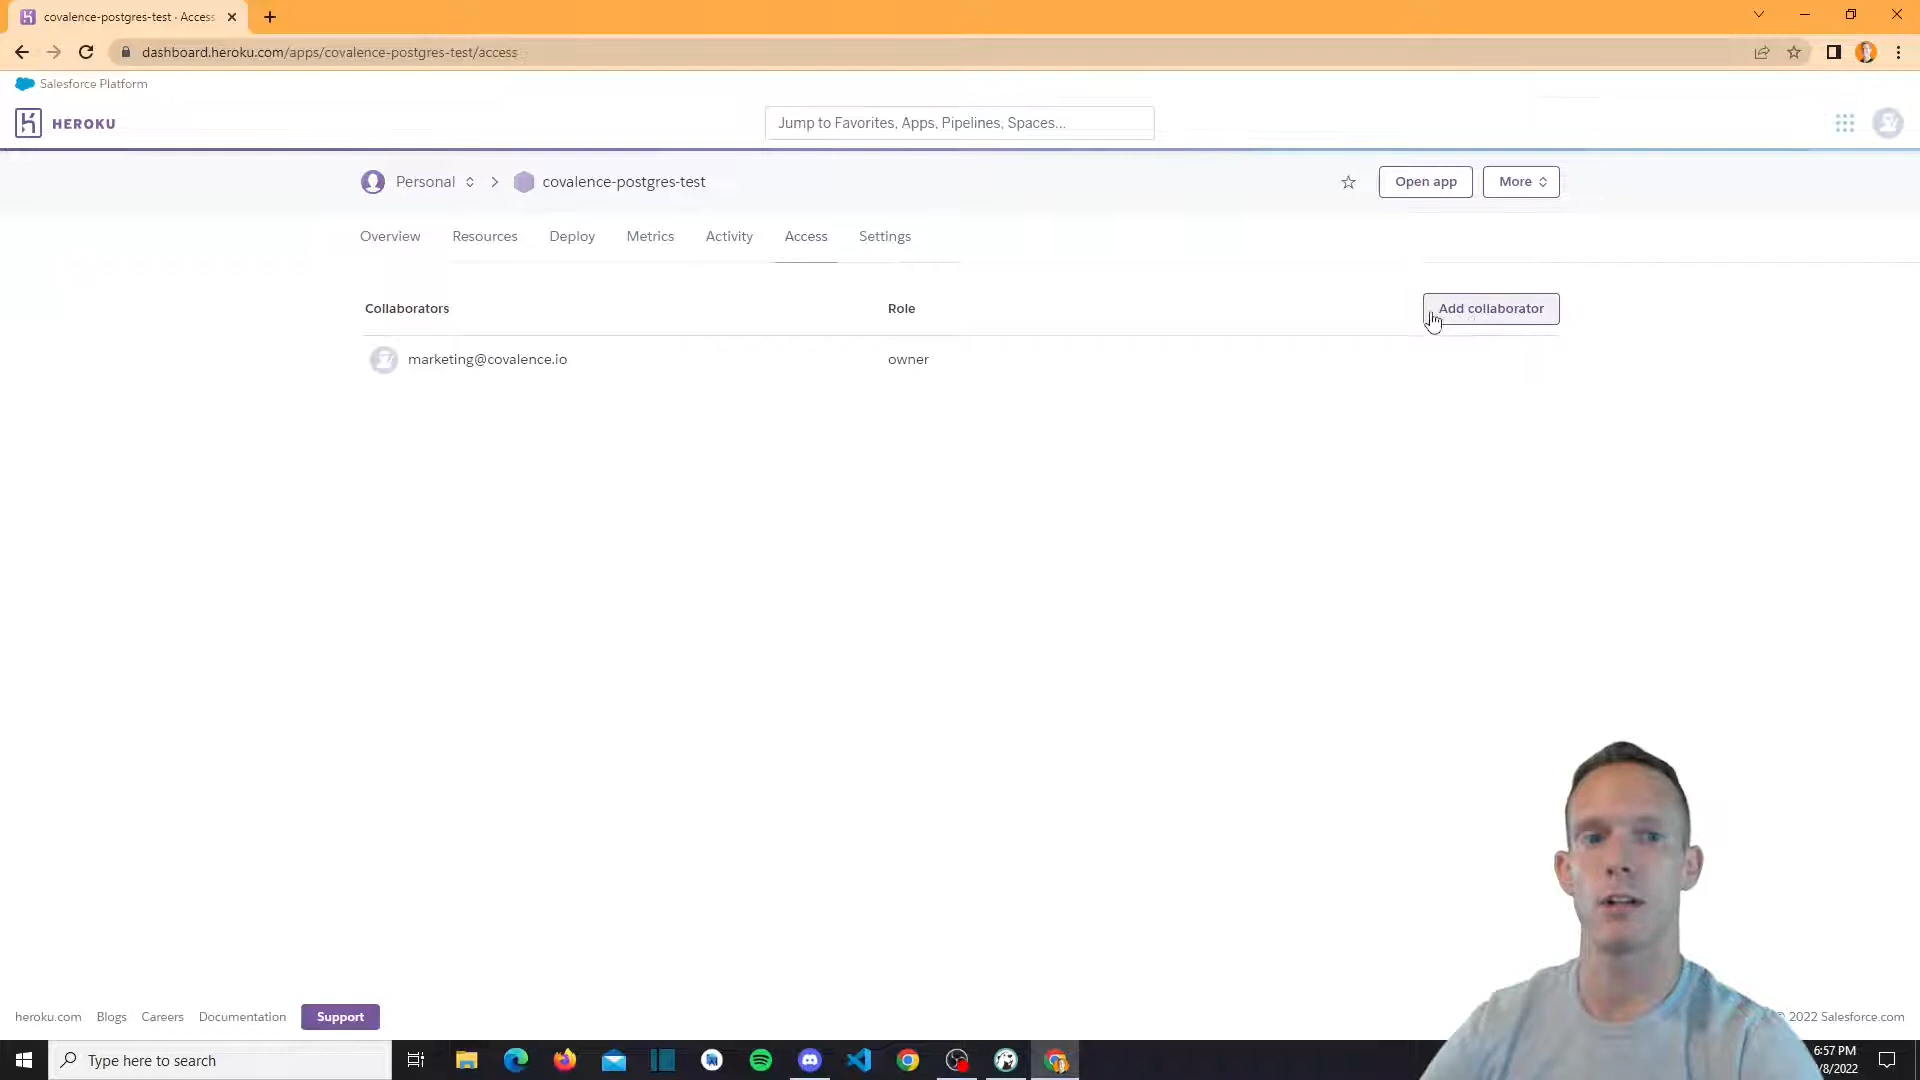 covalence-postgres-test · Access
dashboard.heroku.com/apps/covalence-postgres-test/access
Salesforce Platform
HEROKU
Jump to Favorites, Apps, Pipelines, Spaces...
Personal
covalence-postgres-test
Open app
More
Overview
Resources
Deploy
Metrics
Activity
Access
Settings
Collaborators
Role
Add collaborator
marketing@covalence.io
owner
heroku.com
Blogs
Careers
Documentation
Support
© 2022 Salesforce.com
Type here to search
6:57 PM
/8/2022